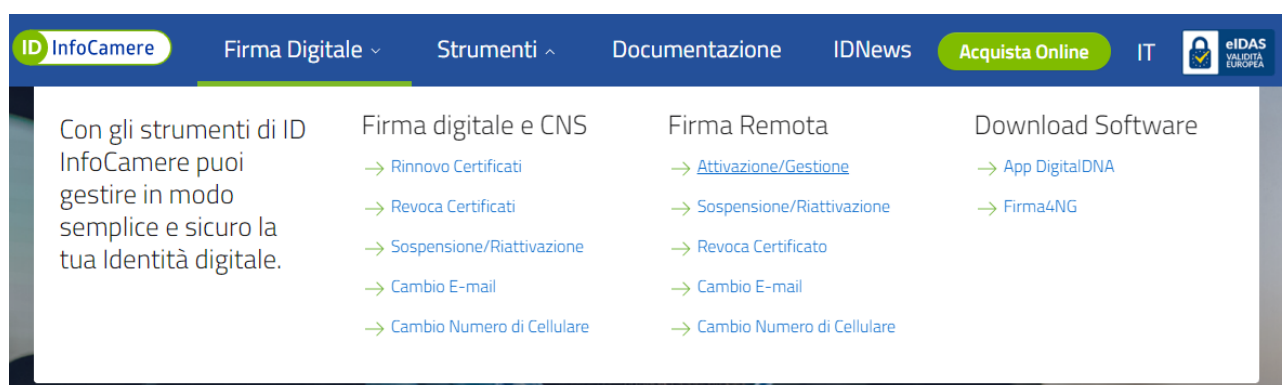 ID InfoCamere
Firma Digitale
Strumenti
Documentazione
IDNews
Acquista Online
IT
eIDAS
VALIDITÀ
EUROPEA
Con gli strumenti di ID
InfoCamere puoi
gestire in modo
semplice e sicuro la
tua Identità digitale.
Firma digitale e CNS
Rinnovo Certificati
Revoca Certificati
Sospensione/Riattivazione
Cambio E-mail
Cambio Numero di Cellulare
Firma Remota
Attivazione/Gestione
Sospensione/Riattivazione
Revoca Certificato
Cambio E-mail
Cambio Numero di Cellulare
Download Software
App DigitalDNA
Firma4NG